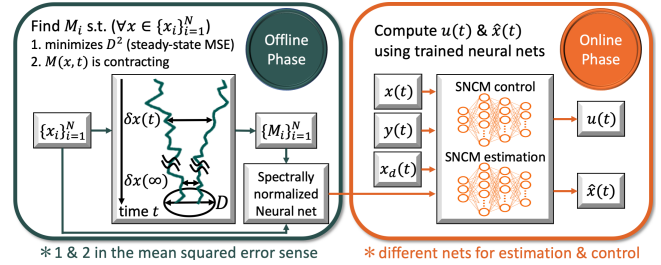 Find $M_i$ s.t. ($\forall x \in \{x_i\}_{i=1}^N$)
1. minimizes $D^2$ (steady-state MSE)
2. $M(x, t)$ is contracting
Offline
Phase
$\{x_i\}_{i=1}^N$
$\delta x(t)$
$\delta x(\infty)$
time $t$
$D$
$\{M_i\}_{i=1}^N$
Spectrally
normalized
Neural net
∗ 1 & 2 in the mean squared error sense
Compute $u(t)$ & $\hat{x}(t)$
using trained neural nets
Online
Phase
$x(t)$
$y(t)$
$x_d(t)$
SNCM control
SNCM estimation
$u(t)$
$\hat{x}(t)$
∗ different nets for estimation & control